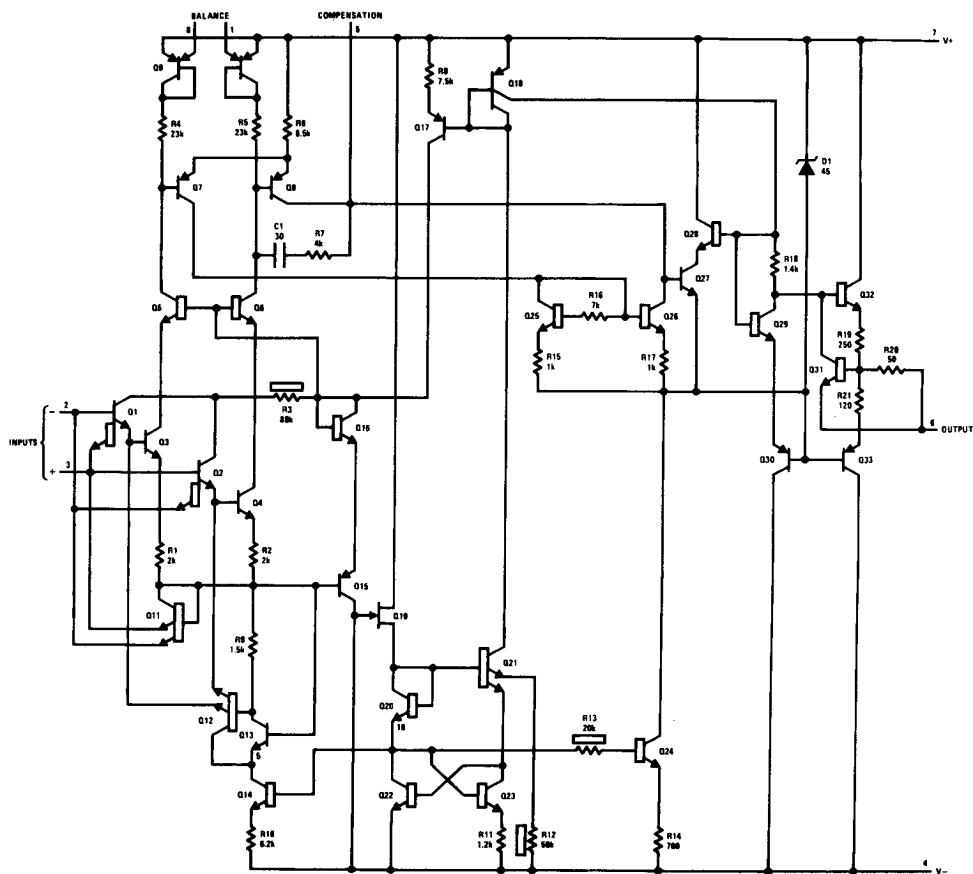 BALANCE COMPENSATION
8 1 5
7 V+
Q9
R4 23k
R5 23k
R6 6.5k
R8 7.5k
Q18
Q17
D1 45
Q7
Q8
C1 30
R7 4k
Q28
Q27
R18 1.4k
Q5
Q6
Q25
R16 7k
Q26
Q29
Q32
R19 250
R15 1k
R17 1k
Q31
R20 50
R3 80k
R21 120
2
Q1
Q16
6 OUTPUT
INPUTS
Q3
3
+
Q2
Q30
Q33
Q4
R1 2k
R2 2k
Q15
Q11
Q19
R9 1.5k
Q21
Q12
Q13
Q20
10
R13 20k
Q24
5
Q14
Q22
Q23
R10 6.2k
R11 1.2k
R12 50k
R14 700
4 V−